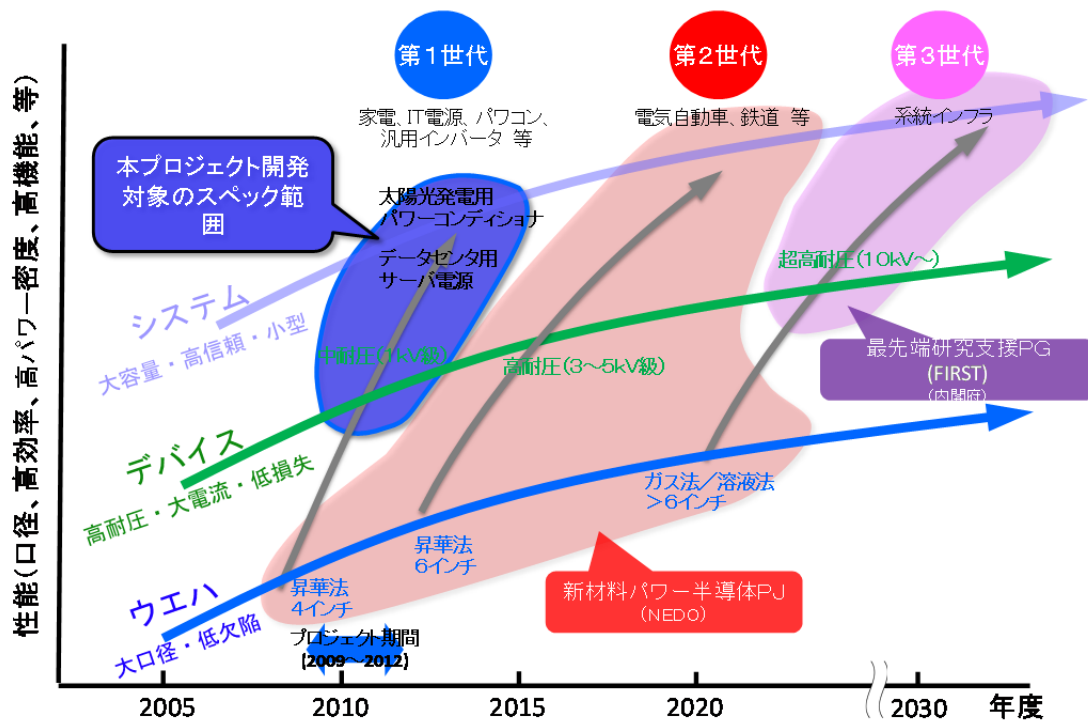 第1世代
第2世代
第3世代
家電、IT電源、パワコン、
汎用インバータ 等
電気自動車、鉄道 等
系統インフラ
本プロジェクト開発
対象のスペック範
囲
太陽光発電用
パワーコンディショナ
データセンタ用
サーバ電源
超高耐圧(10kV～)
システム
大容量・高信頼・小型
中耐圧(1kV級)
高耐圧(3～5kV級)
最先端研究支援PG
(FIRST)
(内閣府)
デバイス
高耐圧・大電流・低損失
ガス法／溶液法
＞6インチ
昇華法
6インチ
昇華法
4インチ
新材料パワー半導体PJ
(NEDO)
ウエハ
大口径・低欠陥
プロジェクト期間
(2009～2012)
性能(口径、高効率、高パワー密度、高機能、等)
2005
2010
2015
2020
2030
年度